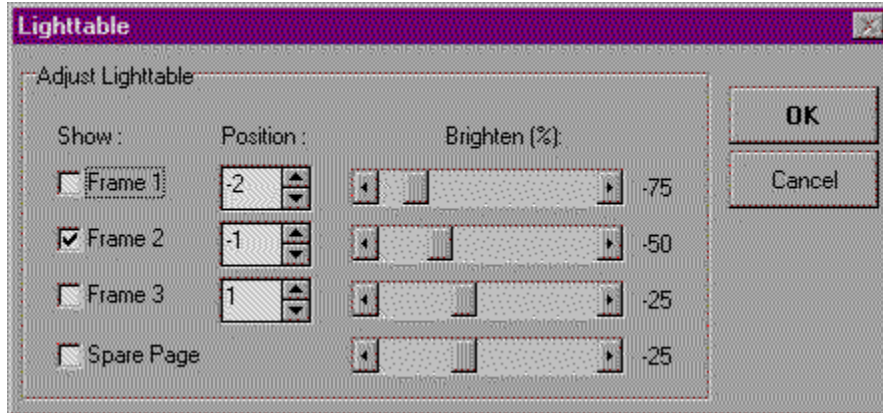 Lighttable
Adjust Lighttable
Show : Position : Brighten (%):
OK
Frame 1 -2 -75
Cancel
Frame 2 -1 -50
Frame 3 1 -25
Spare Page -25